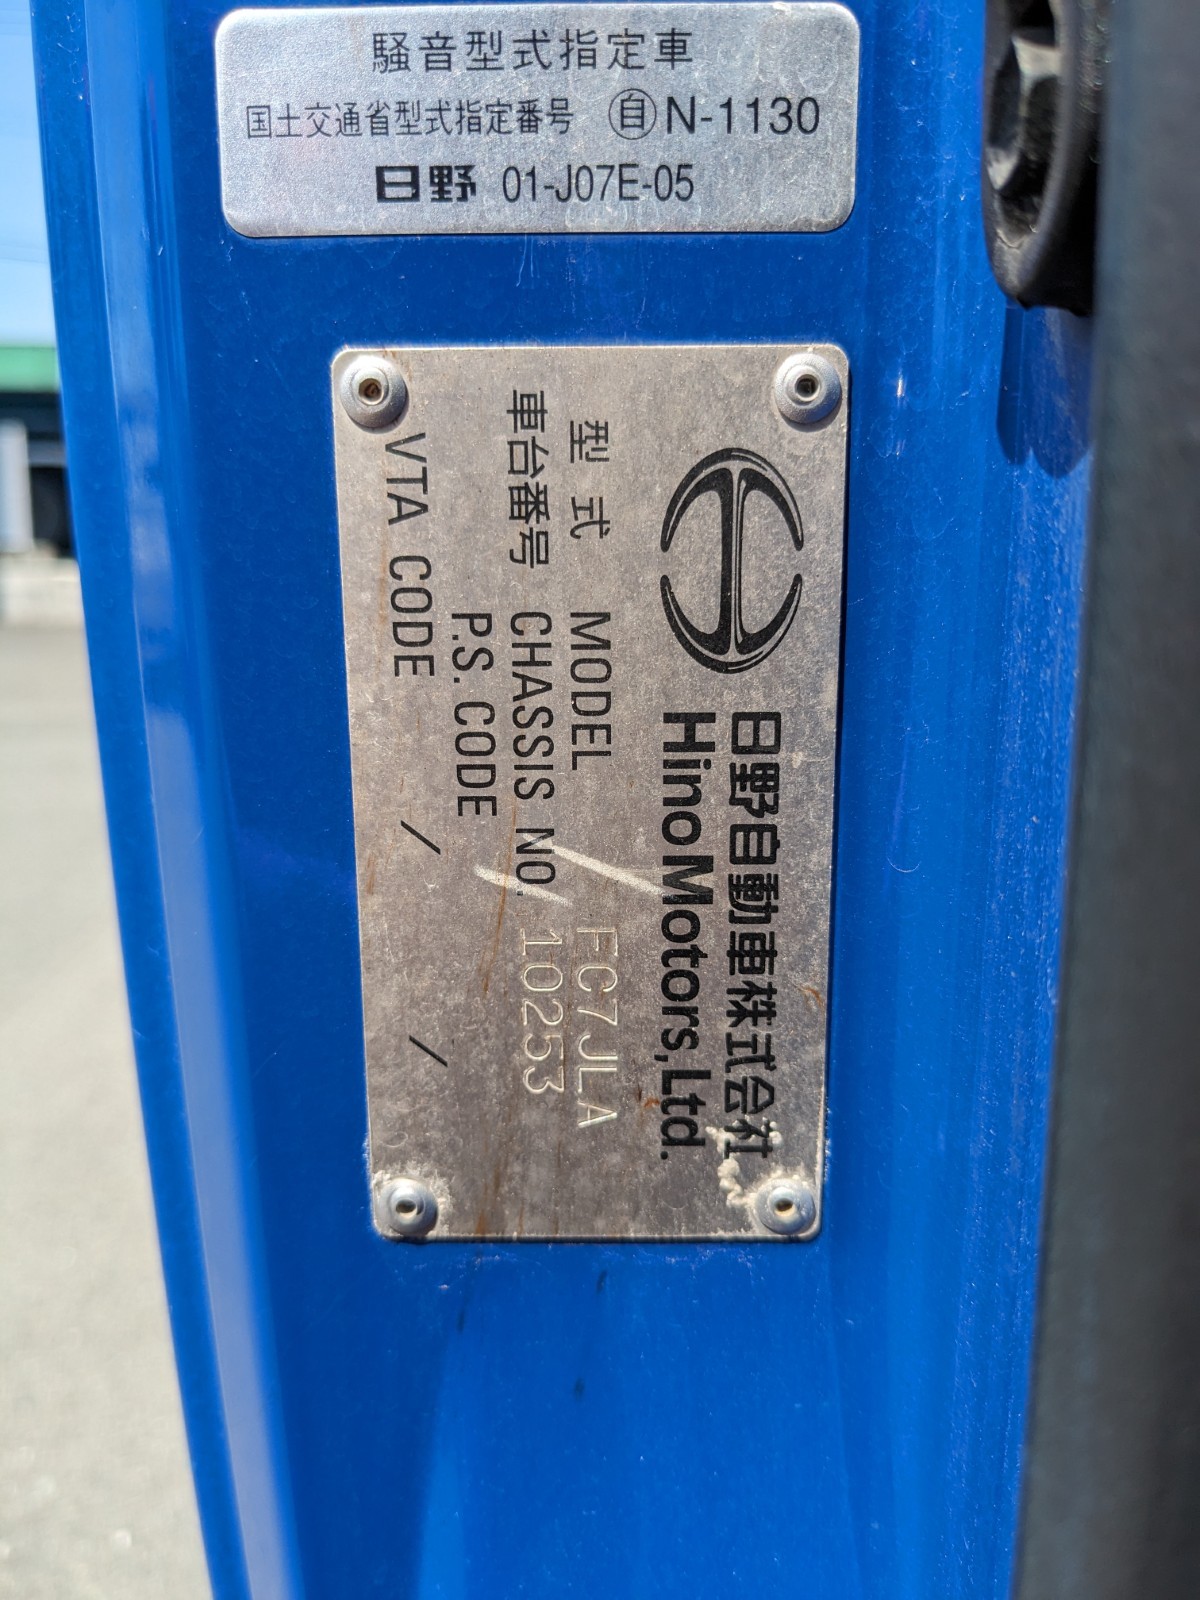 騒音型式指定車
国土交通省型式指定番号 自 N-1130
日野 01-J07E-05
日野自動車株式会社
Hino Motors, Ltd.
型式 MODEL FC7JLA
車台番号 CHASSIS NO. 10253
P.S. CODE
VTA CODE / /